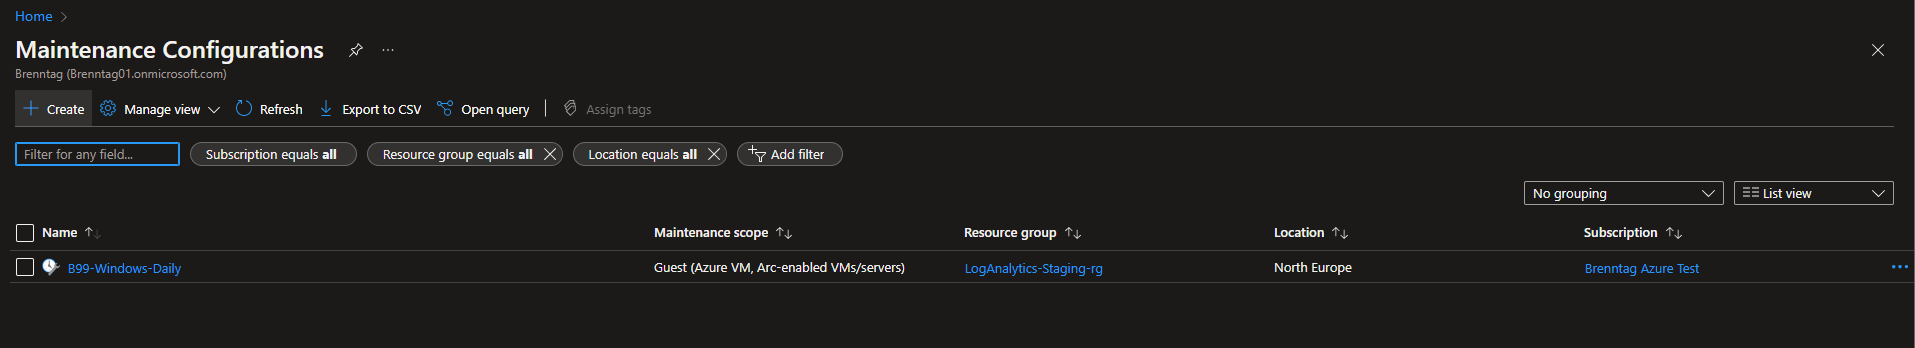 Home
Maintenance Configurations
Brenntag (Brenntag01.onmicrosoft.com)
Create Manage view Refresh Export to CSV Open query Assign tags
Filter for any field... Subscription equals all Resource group equals all Location equals all Add filter
No grouping List view
Name Maintenance scope Resource group Location Subscription
B99-Windows-Daily Guest (Azure VM, Arc-enabled VMs/servers) LogAnalytics-Staging-rg North Europe Brenntag Azure Test